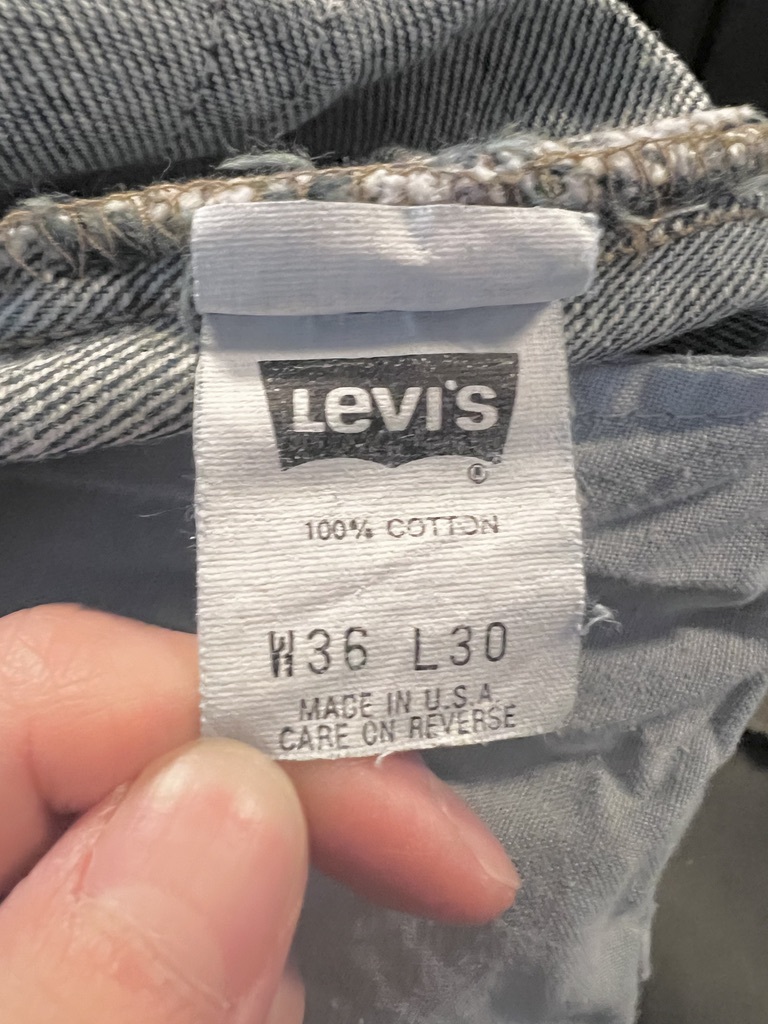 Levi's
®
100% COTTON
W36 L30
MADE IN U.S.A.
CARE ON REVERSE